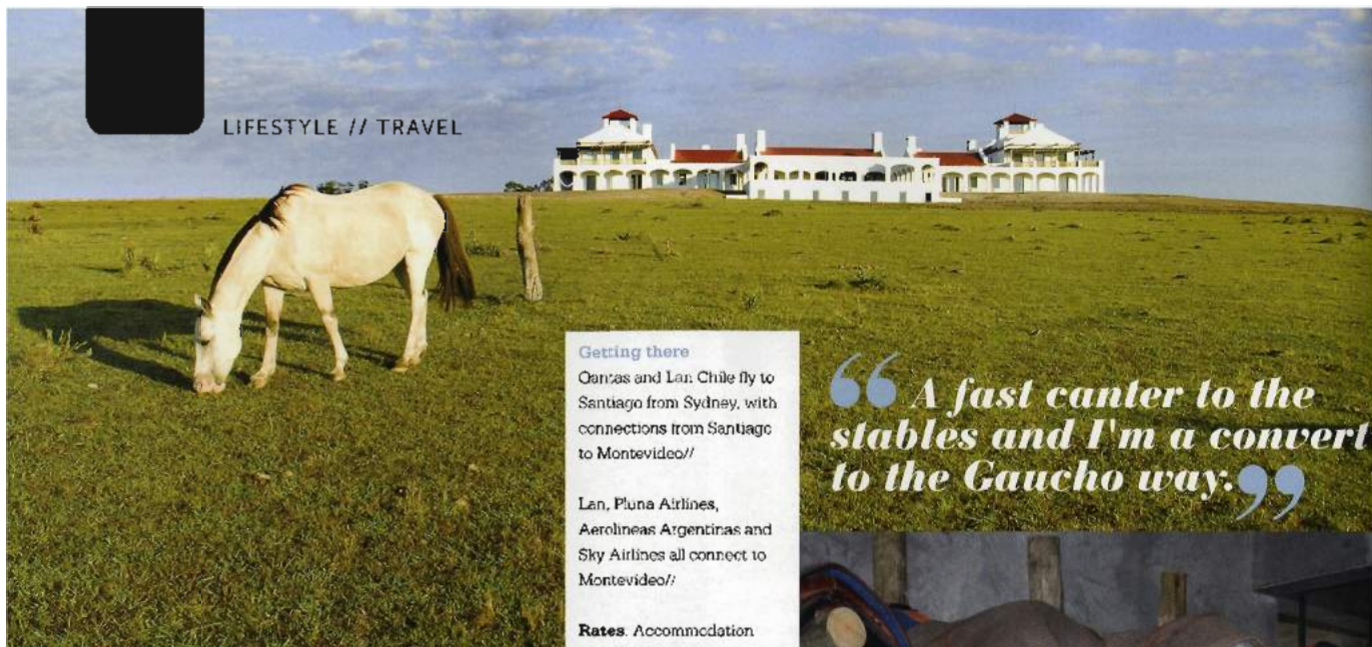 LIFESTYLE // TRAVEL
Getting there
Qantas and Lan Chile fly to
Santiago from Sydney, with
connections from Santiago
to Montevideo//
Lan, Pluna Airlines,
Aerolineas Argentinas and
Sky Airlines all connect to
Montevideo//
Rates: Accommodation
“ A fast canter to the
stables and I'm a convert
to the Gaucho way. ”